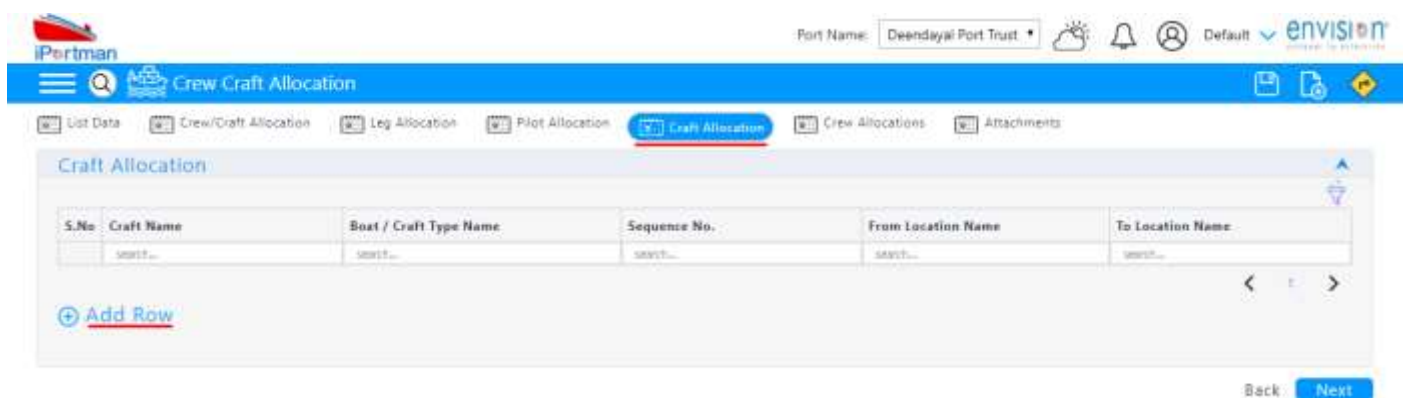 Port Name: Deendayal Port Trust Default envision
iPortman
Crew Craft Allocation
List Data Crew/Craft Allocation Leg Allocation Pilot Allocation Craft Allocation Crew Allocations Attachments
Craft Allocation
S.No Craft Name Boat / Craft Type Name Sequence No. From Location Name To Location Name
search... search... search... search... search...
Add Row
Back Next